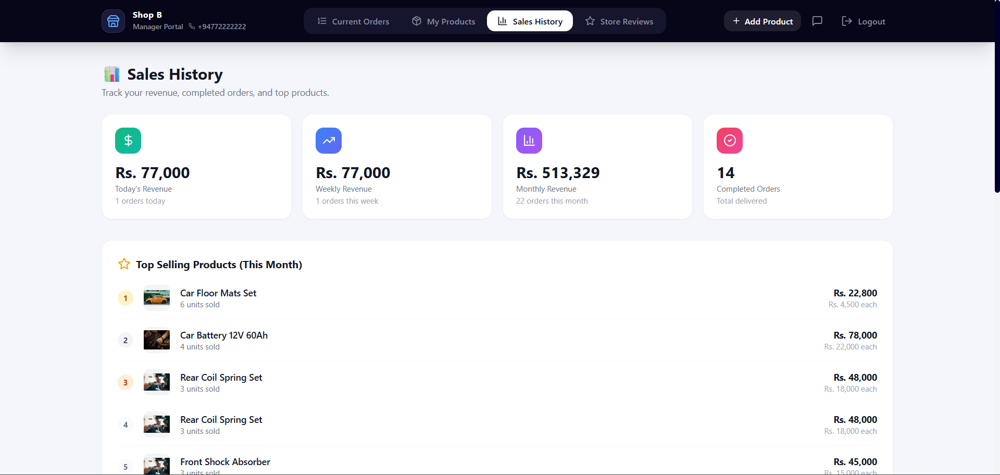 Shop B
Manager Portal +94772222222
Current Orders
My Products
Sales History
Store Reviews
+ Add Product
Logout
Sales History
Track your revenue, completed orders, and top products.
Rs. 77,000
Today's Revenue
1 orders today
Rs. 77,000
Weekly Revenue
1 orders this week
Rs. 513,329
Monthly Revenue
22 orders this month
14
Completed Orders
Total delivered
Top Selling Products (This Month)
1
Car Floor Mats Set
6 units sold
Rs. 22,800
Rs. 4,500 each
2
Car Battery 12V 60Ah
4 units sold
Rs. 78,000
Rs. 22,000 each
3
Rear Coil Spring Set
3 units sold
Rs. 48,000
Rs. 18,000 each
4
Rear Coil Spring Set
3 units sold
Rs. 48,000
Rs. 18,000 each
5
Front Shock Absorber
3 units sold
Rs. 45,000
Rs. 15,000 each